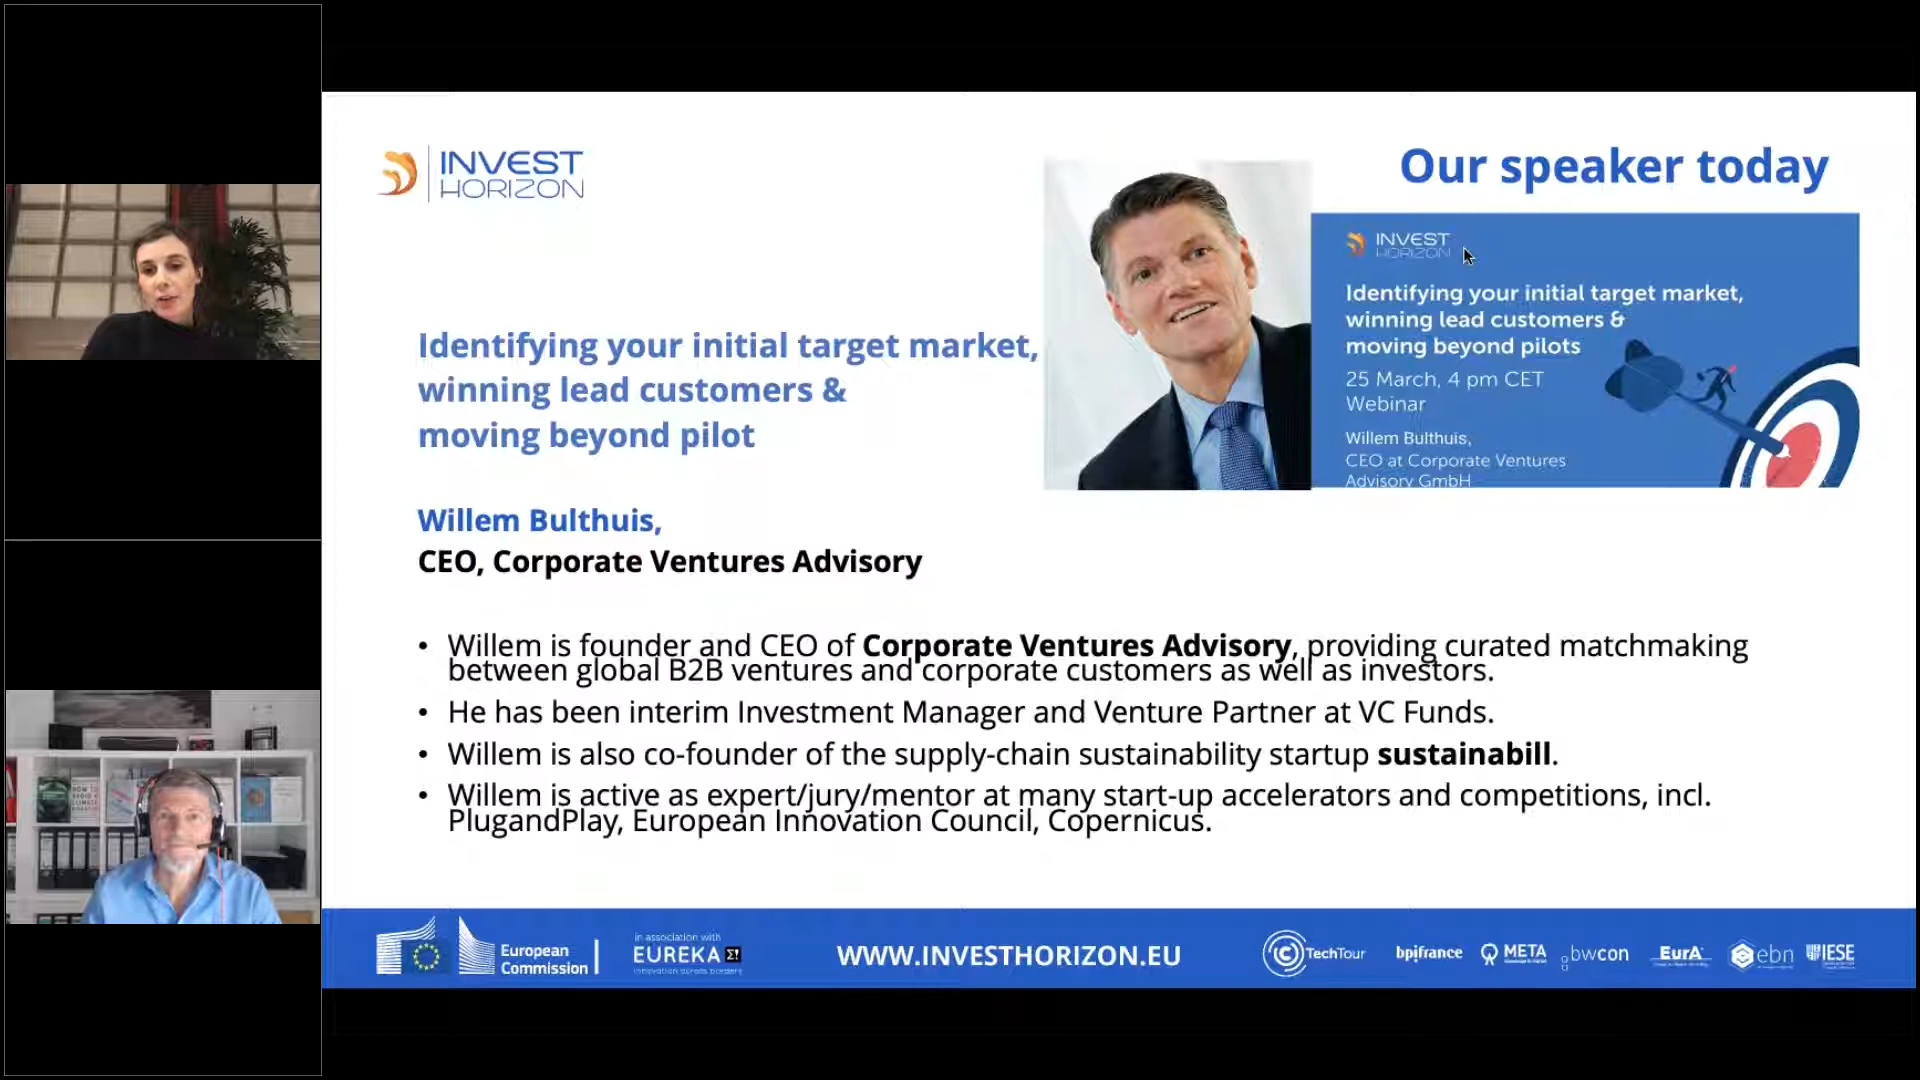 INVEST
HORIZON
Our speaker today
INVEST
HORIZON
Identifying your initial target market,
winning lead customers &
moving beyond pilots
25 March, 4 pm CET
Webinar
Willem Bulthuis,
CEO at Corporate Ventures
Advisory GmbH
Identifying your initial target market,
winning lead customers &
moving beyond pilot
Willem Bulthuis,
CEO, Corporate Ventures Advisory
• Willem is founder and CEO of Corporate Ventures Advisory, providing curated matchmaking
between global B2B ventures and corporate customers as well as investors.
• He has been interim Investment Manager and Venture Partner at VC Funds.
• Willem is also co-founder of the supply-chain sustainability startup sustainabill.
• Willem is active as expert/jury/mentor at many start-up accelerators and competitions, incl.
PlugandPlay, European Innovation Council, Copernicus.
European
Commission
in association with
EUREKA Σ!
innovation across borders
WWW.INVESTHORIZON.EU
TechTour
bpifrance
META
bwcon
EurA
ebn
IESE